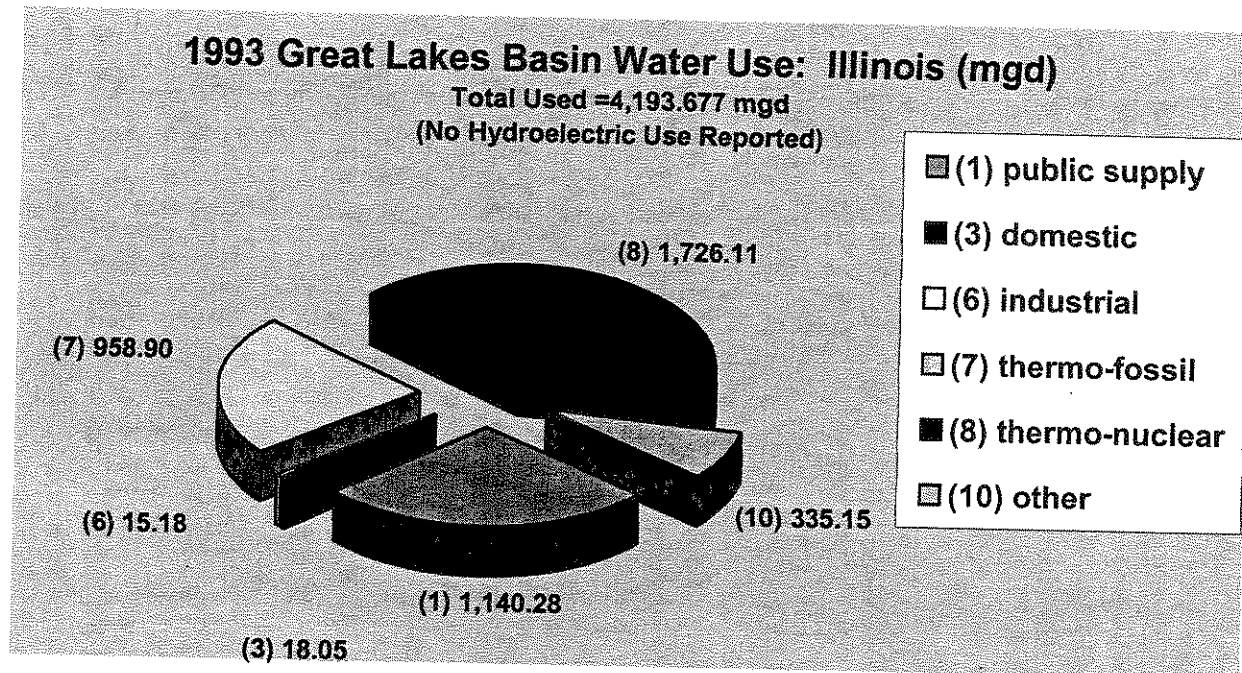 1993 Great Lakes Basin Water Use: Illinois (mgd)
Total Used =4,193.677 mgd
(No Hydroelectric Use Reported)
(1) public supply
(3) domestic
(6) industrial
(7) thermo-fossil
(8) thermo-nuclear
(10) other
(8) 1,726.11
(7) 958.90
(6) 15.18
(10) 335.15
(1) 1,140.28
(3) 18.05